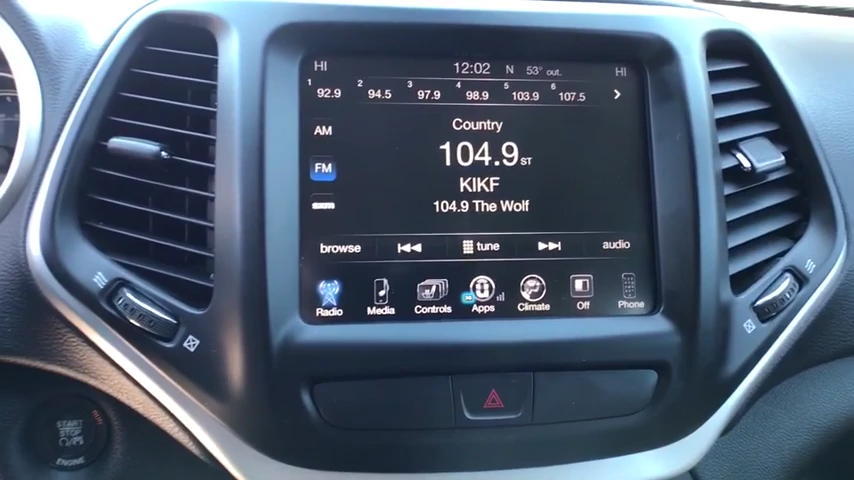 HI 12:02 N 53° out. HI
1 92.9 2 94.5 3 97.9 4 98.9 5 103.9 6 107.5
Country
AM
104.9 ST
FM
KIKF
104.9 The Wolf
browse tune audio
Radio Media Controls Apps Climate Off Phone
START
STOP
ENGINE